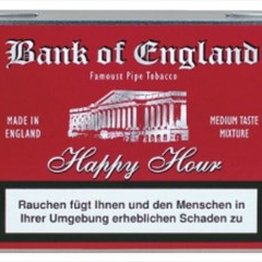 Bank of England
Famoust Pipe Tobacco
MADE IN
ENGLAND
MEDIUM TASTE
MIXTURE
Happy Hour
Rauchen fügt Ihnen und den Menschen in
Ihrer Umgebung erheblichen Schaden zu